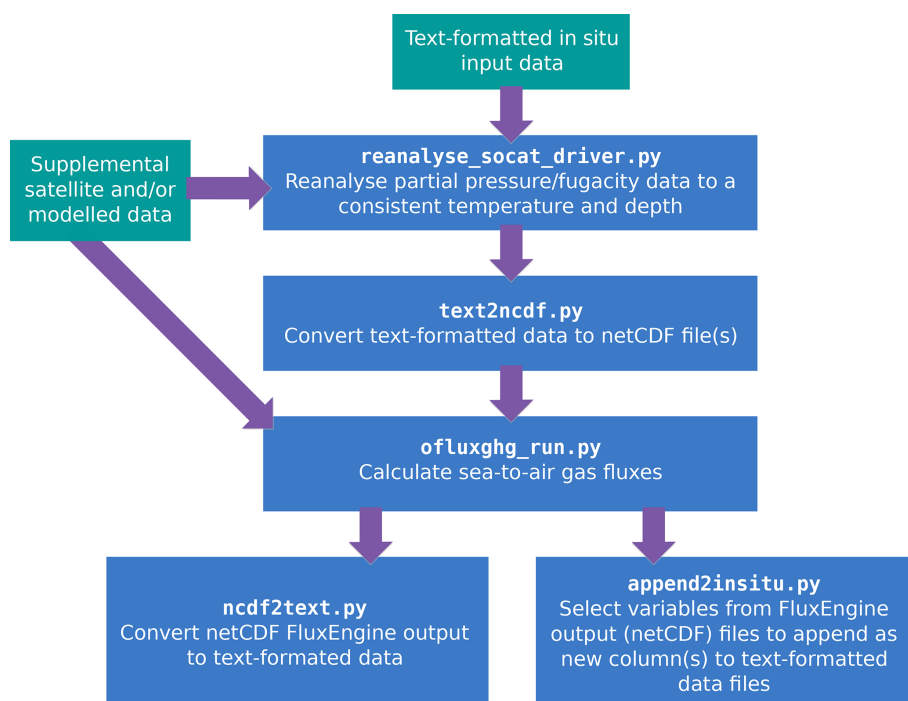 Text-formatted in situ
input data
Supplemental
satellite and/or
modelled data
reanalyse_socat_driver.py
Reanalyse partial pressure/fugacity data to a
consistent temperature and depth
text2ncdf.py
Convert text-formatted data to netCDF file(s)
ofluxghg_run.py
Calculate sea-to-air gas fluxes
ncdf2text.py
Convert netCDF FluxEngine output
to text-formated data
append2insitu.py
Select variables from FluxEngine
output (netCDF) files to append as
new column(s) to text-formatted
data files